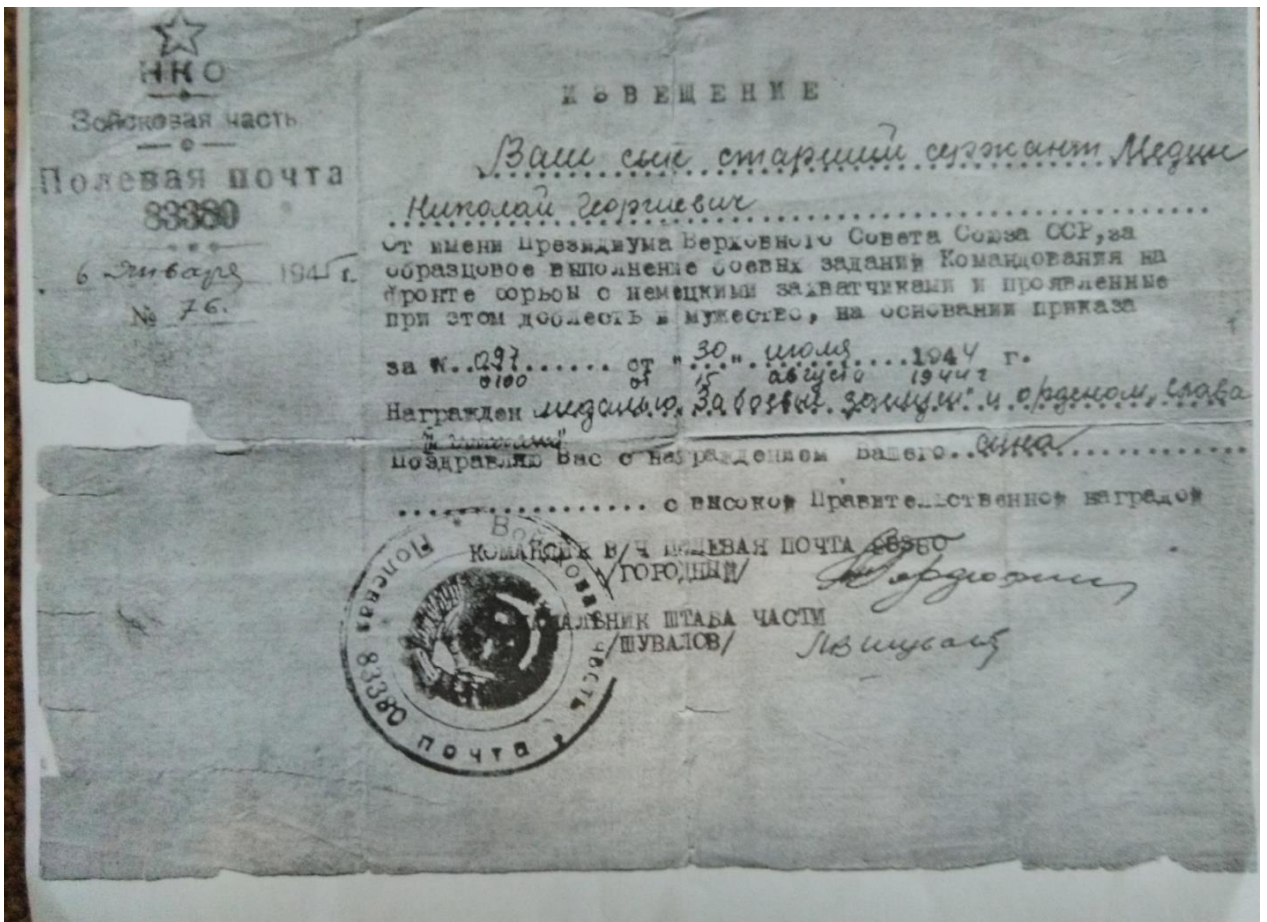 НКО
Войсковая часть
Полевая почта
83380
6 января 1945 г.
№ 76.
ИЗВЕЩЕНИЕ
Ваш сын старший сержант Медин
Николай Георгиевич
От имени Президиума Верховного Совета Союза ССР, за
образцовое выполнение боевых заданий Командования на
фронте борьбы с немецкими захватчиками и проявленные
при этом доблесть и мужество, на основании приказа
за №..097....... от "30" июля....1944 г.
0100 от 15 августа 1944 г
Награжден медалью "За боевые заслуги" и орденом "Слава
Поздравляю Вас с награждением Вашего..сына
с высокой Правительственной наградой
КОМАНДИР В/Ч ПОЛЕВАЯ ПОЧТА
/ГОРОДНЫЙ/
НАЧАЛЬНИК ШТАБА ЧАСТИ
/ШУВАЛОВ/
Войсковая часть * Полевая почта * 83380